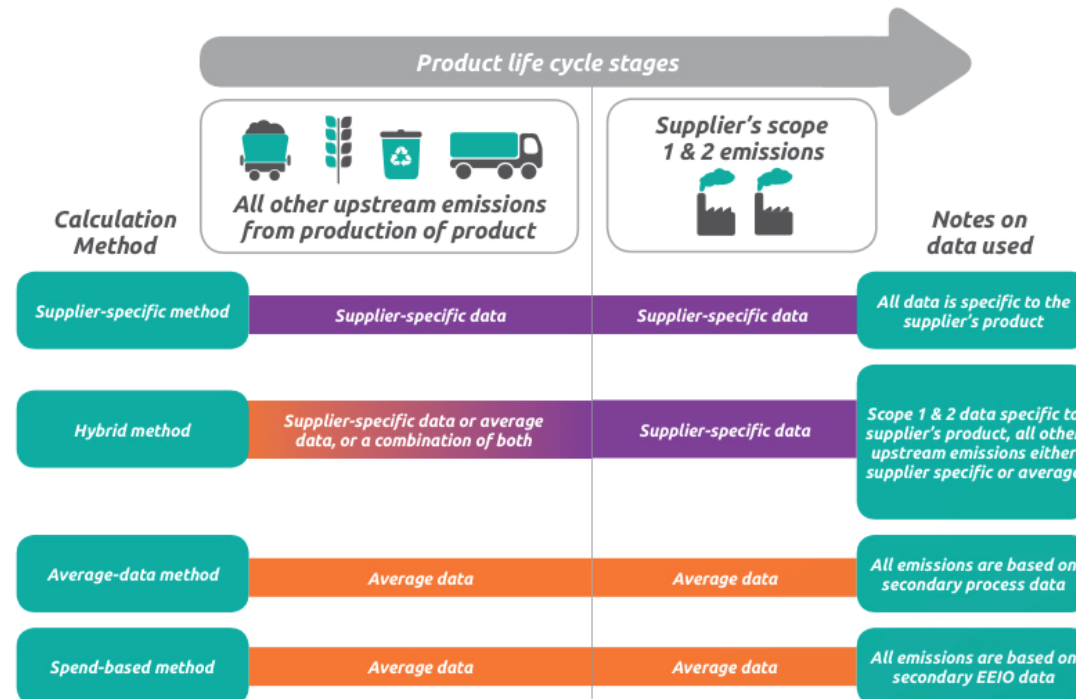 Product life cycle stages
All other upstream emissions
from production of product
Supplier's scope
1 & 2 emissions
Calculation
Method
Notes on
data used
Supplier-specific method
Supplier-specific data
Supplier-specific data
All data is specific to the
supplier's product
Hybrid method
Supplier-specific data or average
data, or a combination of both
Supplier-specific data
Scope 1 & 2 data specific to
supplier's product, all other
upstream emissions either
supplier specific or average
Average-data method
Average data
Average data
All emissions are based on
secondary process data
Spend-based method
Average data
Average data
All emissions are based on
secondary EEIO data